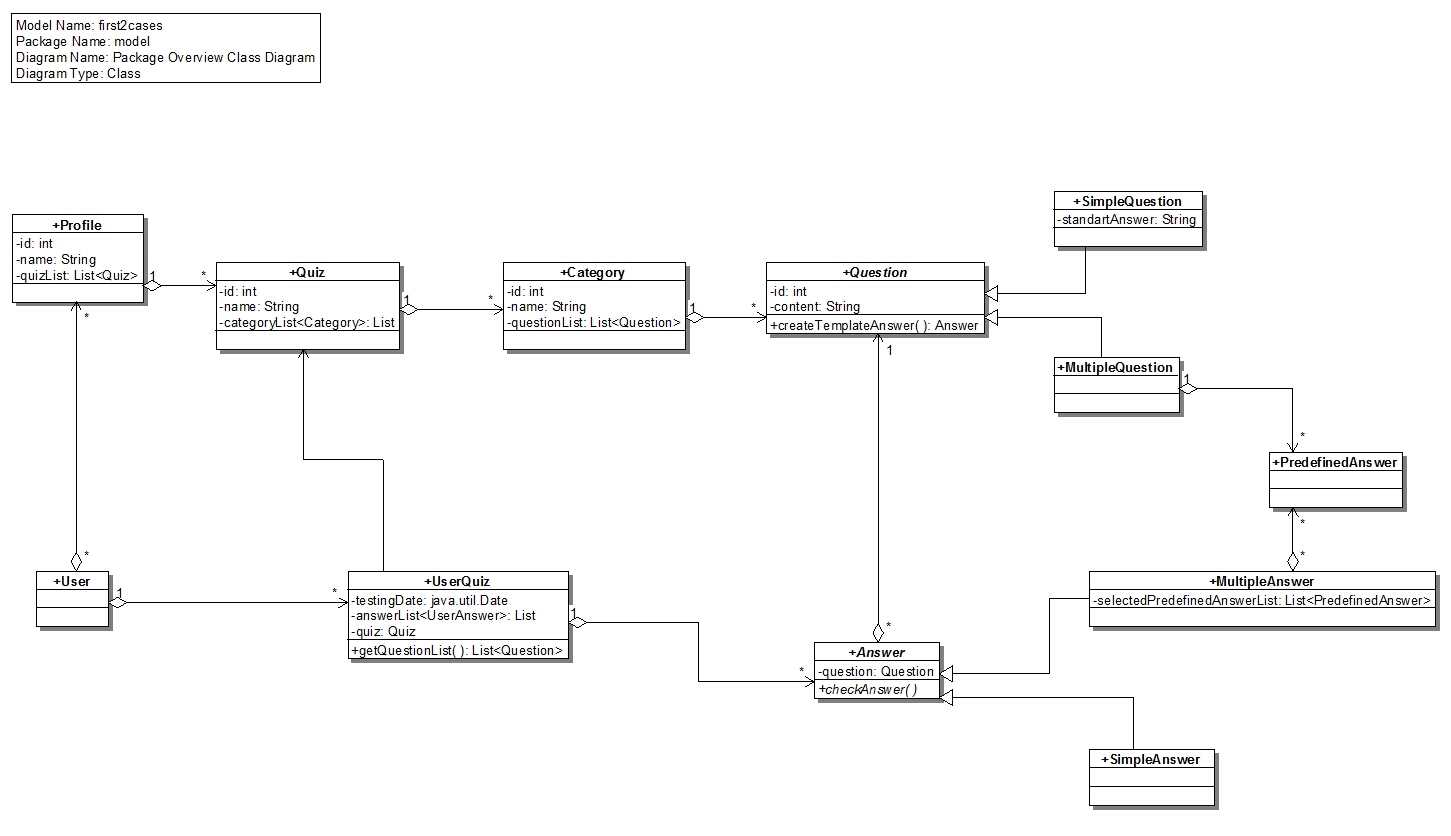 Model Name: first2cases
Package Name: model
Diagram Name: Package Overview Class Diagram
Diagram Type: Class
+SimpleQuestion
-standartAnswer: String
+Profile
-id: int
-name: String
-quizList: List<Quiz>
1
*
*
+Quiz
-id: int
-name: String
-categoryList<Category>: List
1
*
+Category
-id: int
-name: String
-questionList: List<Question>
1
*
+Question
-id: int
-content: String
+createTemplateAnswer( ): Answer
1
+MultipleQuestion
1
*
+PredefinedAnswer
*
*
*
+User
1
*
+UserQuiz
-testingDate: java.util.Date
-answerList<UserAnswer>: List
-quiz: Quiz
+getQuestionList( ): List<Question>
1
*
+MultipleAnswer
-selectedPredefinedAnswerList: List<PredefinedAnswer>
*
+Answer
-question: Question
+checkAnswer( )
+SimpleAnswer